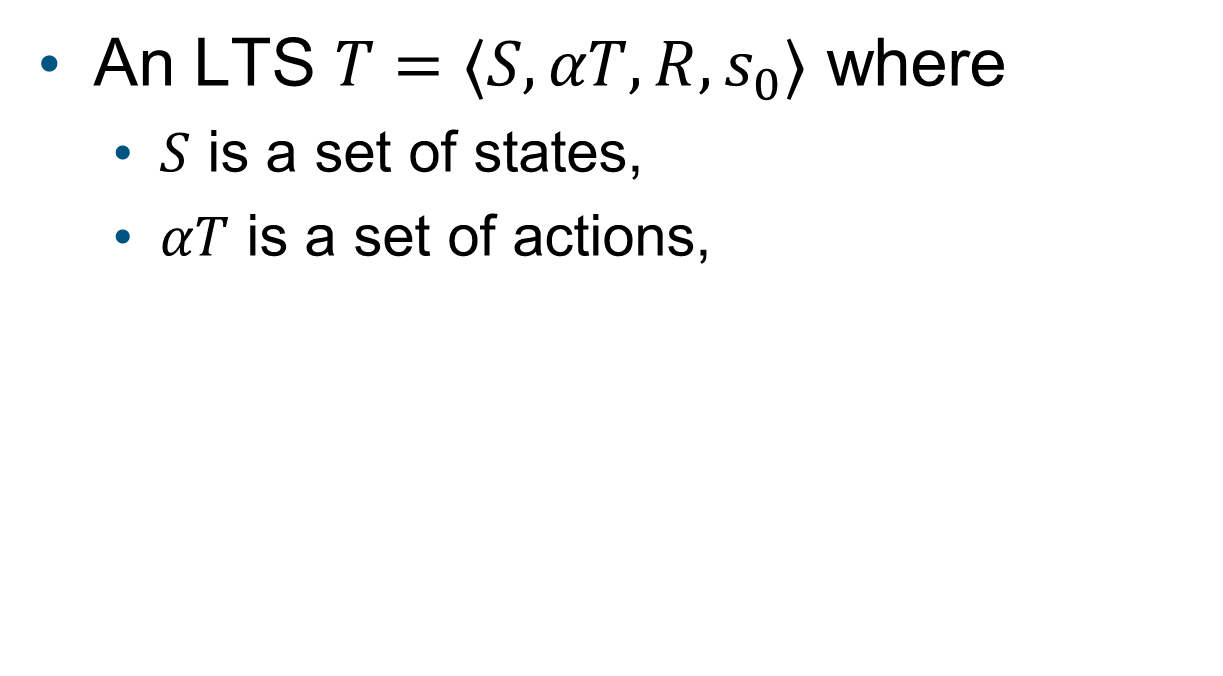 • An LTS 𝑇 = ⟨𝑆, 𝛼𝑇, 𝑅, 𝑠₀⟩ where
• 𝑆 is a set of states,
• 𝛼𝑇 is a set of actions,